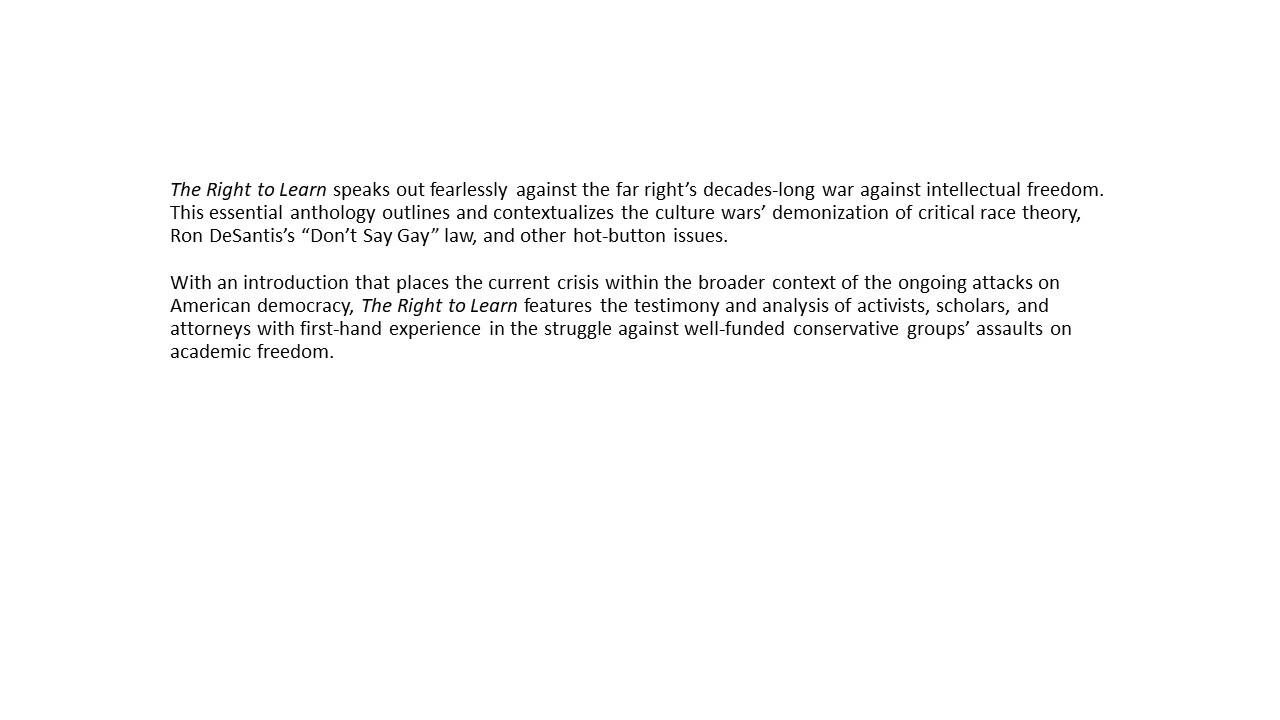 The Right to Learn speaks out fearlessly against the far right’s decades-long war against intellectual freedom.
This essential anthology outlines and contextualizes the culture wars’ demonization of critical race theory,
Ron DeSantis’s “Don’t Say Gay” law, and other hot-button issues.
With an introduction that places the current crisis within the broader context of the ongoing attacks on
American democracy, The Right to Learn features the testimony and analysis of activists, scholars, and
attorneys with first-hand experience in the struggle against well-funded conservative groups’ assaults on
academic freedom.